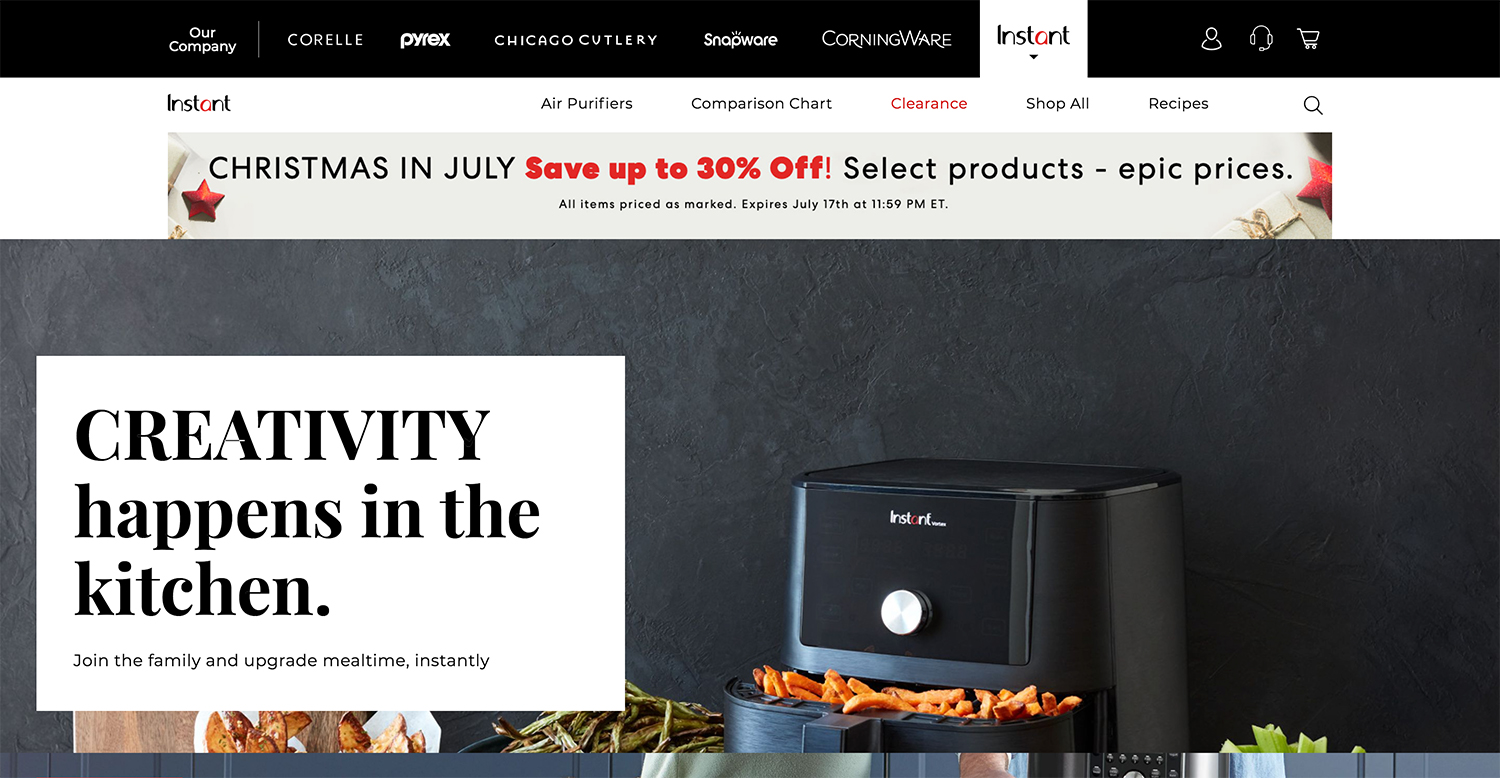 Our
Company
CORELLE
pyrex
CHICAGO CUTLERY
Snapware
CORNINGWARE
Instant
Instant
Air Purifiers
Comparison Chart
Clearance
Shop All
Recipes
CHRISTMAS IN JULY Save up to 30% Off! Select products - epic prices.
All items priced as marked. Expires July 17th at 11:59 PM ET.
CREATIVITY
happens in the
kitchen.
Join the family and upgrade mealtime, instantly
Instant Vortex